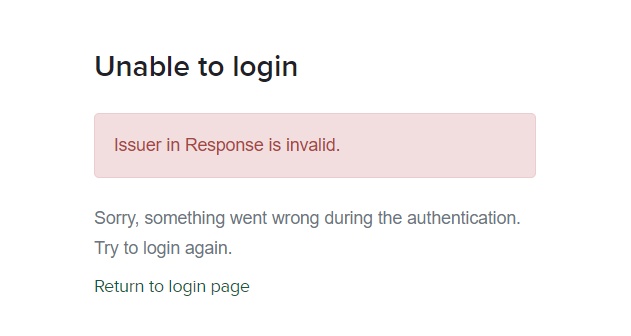 Unable to login
Issuer in Response is invalid.
Sorry, something went wrong during the authentication.
Try to login again.
Return to login page